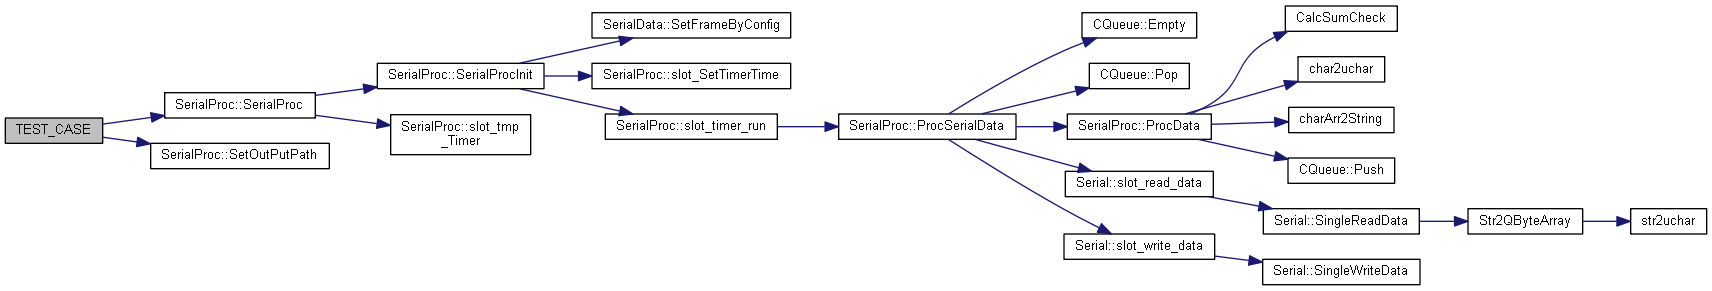 TEST_CASE
SerialProc::SerialProc
SerialProc::SetOutPutPath
SerialProc::SerialProcInit
SerialProc::slot_tmp
_Timer
SerialData::SetFrameByConfig
SerialProc::slot_SetTimerTime
SerialProc::slot_timer_run
SerialProc::ProcSerialData
CQueue::Empty
CQueue::Pop
SerialProc::ProcData
Serial::slot_read_data
Serial::slot_write_data
CalcSumCheck
char2uchar
charArr2String
CQueue::Push
Serial::SingleReadData
Serial::SingleWriteData
Str2QByteArray
str2uchar